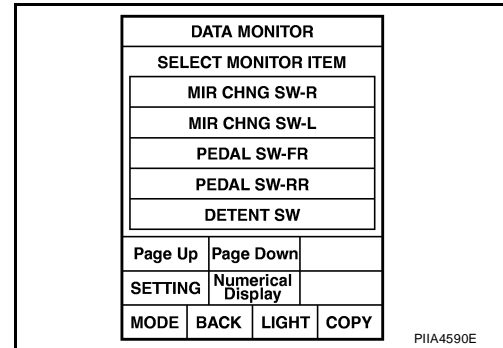 DATA MONITOR
SELECT MONITOR ITEM
MIR CHNG SW-R
MIR CHNG SW-L
PEDAL SW-FR
PEDAL SW-RR
DETENT SW
Page Up Page Down
SETTING Numerical
Display
MODE BACK LIGHT COPY
PIIA4590E